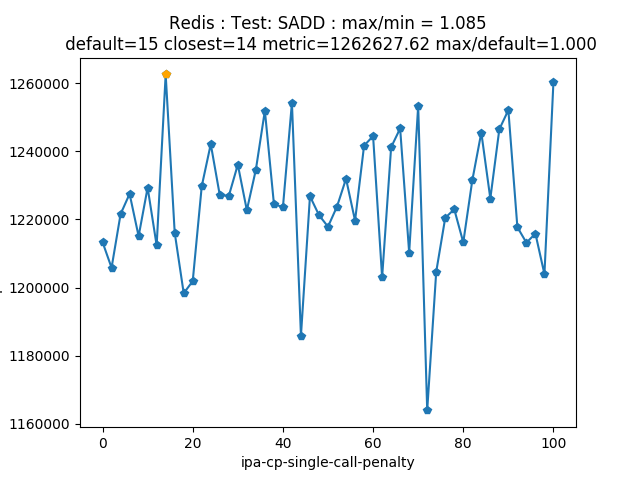 Redis : Test: SADD : max/min = 1.085
default=15 closest=14 metric=1262627.62 max/default=1.000
1260000
1240000
1220000
1200000
1180000
1160000
0 20 40 60 80 100
ipa-cp-single-call-penalty